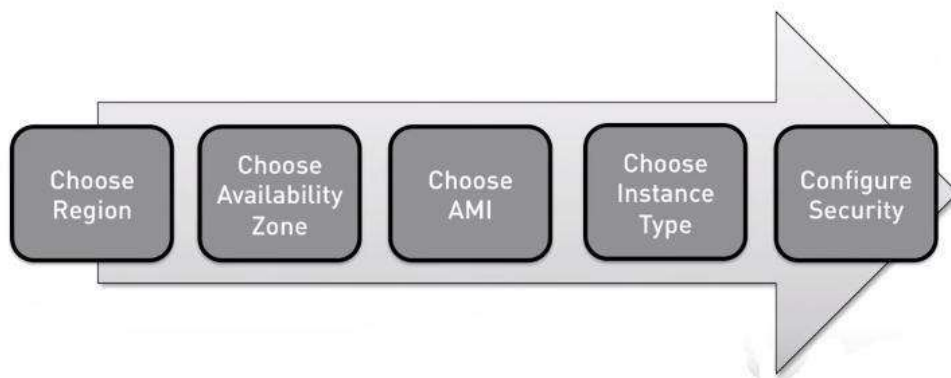 Choose
Region
Choose
Availability
Zone
Choose
AMI
Choose
Instance
Type
Configure
Security